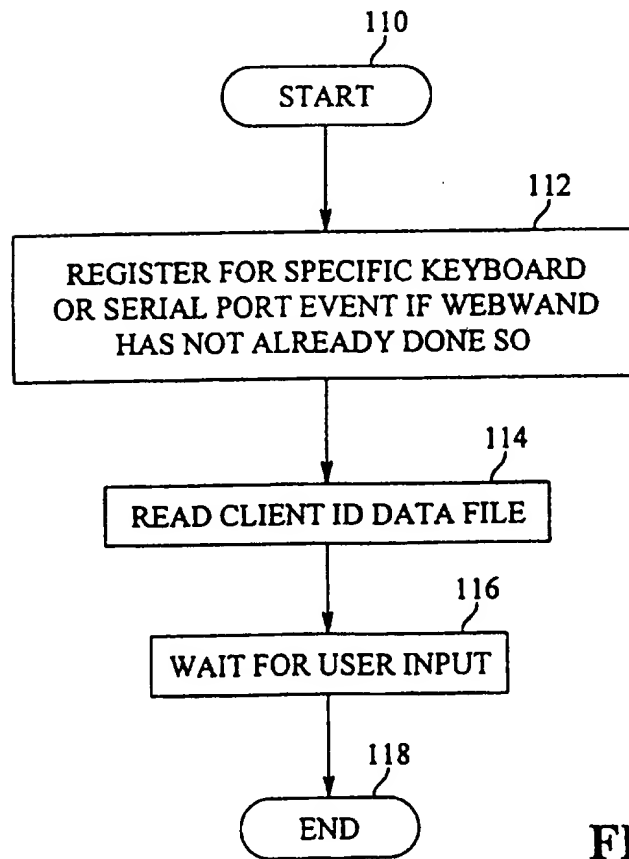 110
START
112
REGISTER FOR SPECIFIC KEYBOARD
OR SERIAL PORT EVENT IF WEBWAND
HAS NOT ALREADY DONE SO
114
READ CLIENT ID DATA FILE
116
WAIT FOR USER INPUT
118
END